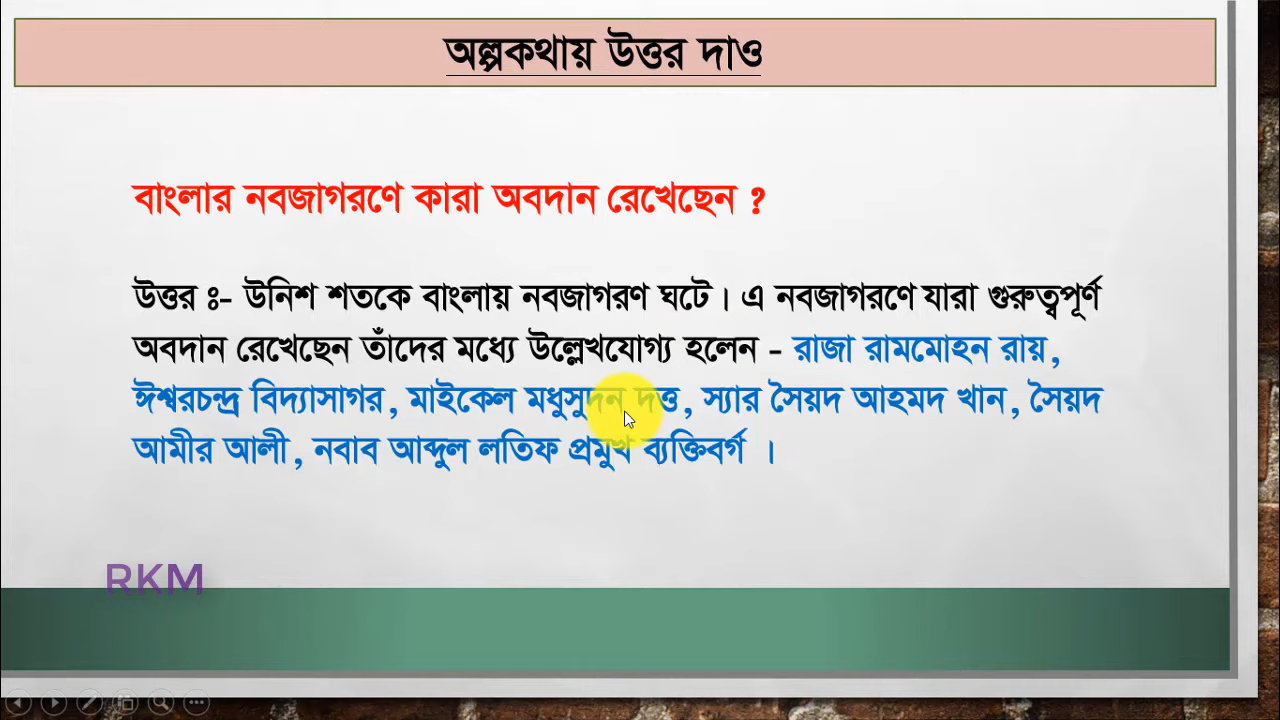 অল্পকথায় উত্তর দাও
বাংলার নবজাগরণে কারা অবদান রেখেছেন ?
উত্তর ঃ- উনিশ শতকে বাংলায় নবজাগরণ ঘটে। এ নবজাগরণে যারা গুরুত্বপূর্ণ
অবদান রেখেছেন তাঁদের মধ্যে উল্লেখযোগ্য হলেন - রাজা রামমোহন রায়,
ঈশ্বরচন্দ্র বিদ্যাসাগর, মাইকেল মধুসুদন দত্ত, স্যার সৈয়দ আহমদ খান, সৈয়দ
আমীর আলী, নবাব আব্দুল লতিফ প্রমুখ ব্যক্তিবর্গ ।
RKM